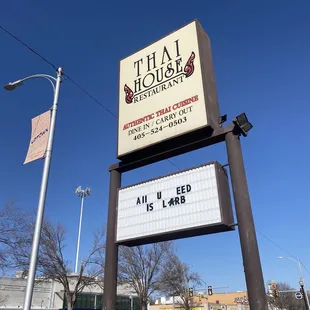 THAI
HOUSE
RESTAURANT
AUTHENTIC THAI CUISINE
DINE IN / CARRY OUT
405-524-0503
All U EED
IS LARB